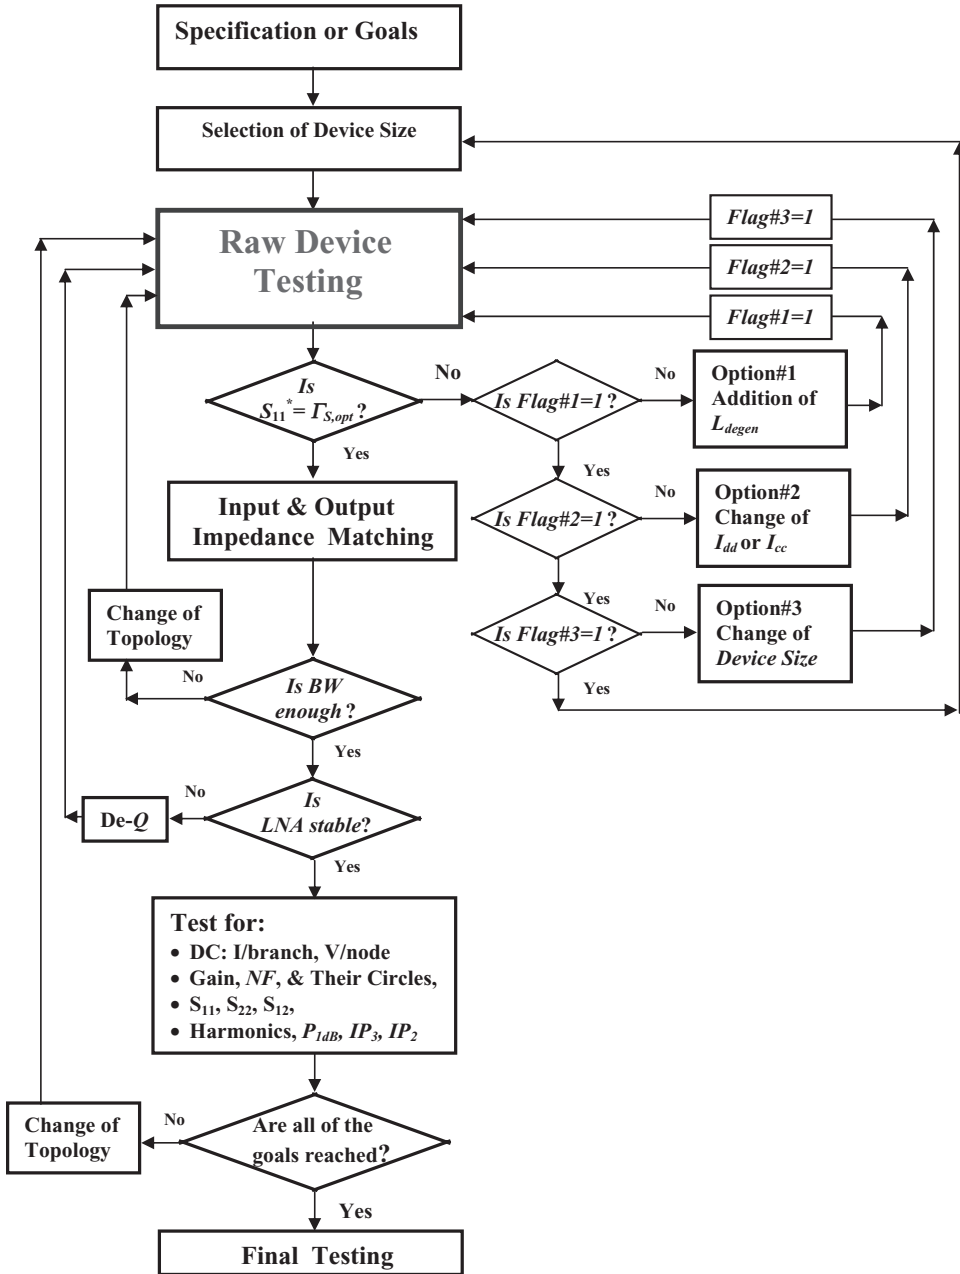 Specification or Goals
Selection of Device Size
Raw Device
Testing
Flag#3=1
Flag#2=1
Flag#1=1
Is
S₁₁* = Γ_S,opt ?
No
Is Flag#1=1 ?
No
Option#1
Addition of
L_degen
Yes
Yes
Input & Output
Impedance Matching
Is Flag#2=1 ?
No
Option#2
Change of
I_dd or I_cc
Yes
Is Flag#3=1 ?
No
Option#3
Change of
Device Size
Yes
Change of
Topology
No
Is BW
enough ?
Yes
De-Q
No
Is
LNA stable?
Yes
Test for:
• DC: I/branch, V/node
• Gain, NF, & Their Circles,
• S₁₁, S₂₂, S₁₂,
• Harmonics, P_1dB, IP₃, IP₂
Change of
Topology
No
Are all of the
goals reached?
Yes
Final Testing